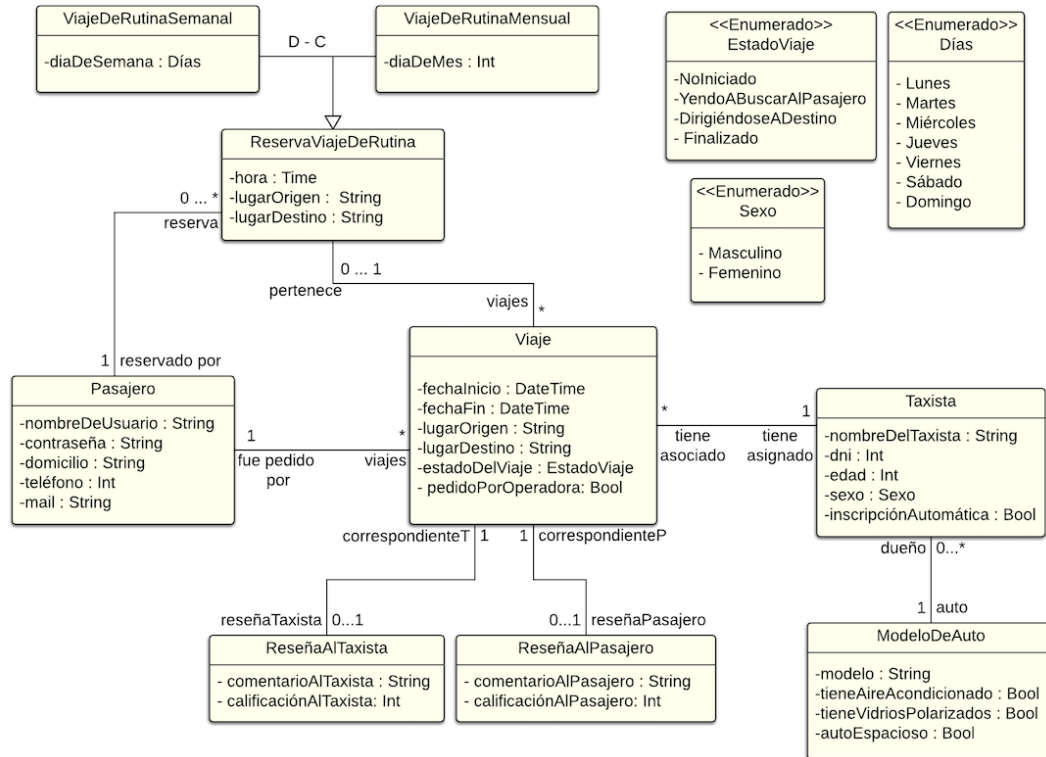 ViajeDeRutinaSemanal
-diaDeSemana : Días
D - C
ViajeDeRutinaMensual
-diaDeMes : Int
<<Enumerado>>
EstadoViaje
-NoIniciado
-YendoABuscarAlPasajero
-DirigiéndoseADestino
- Finalizado
<<Enumerado>>
Días
- Lunes
- Martes
- Miércoles
- Jueves
- Viernes
- Sábado
- Domingo
<<Enumerado>>
Sexo
- Masculino
- Femenino
ReservaViajeDeRutina
-hora : Time
-lugarOrigen : String
-lugarDestino : String
0 ... *
reserva
0 ... 1
pertenece
viajes
*
1 reservado por
Pasajero
-nombreDeUsuario : String
-contraseña : String
-domicilio : String
-teléfono : Int
-mail : String
1
fue pedido
por
*
viajes
Viaje
-fechaInicio : DateTime
-fechaFin : DateTime
-lugarOrigen : String
-lugarDestino : String
-estadoDelViaje : EstadoViaje
- pedidoPorOperadora: Bool
*
tiene
asociado
1
tiene
asignado
Taxista
-nombreDelTaxista : String
-dni : Int
-edad : Int
-sexo : Sexo
-inscripciónAutomática : Bool
correspondienteT 1
1 correspondienteP
dueño 0...*
reseñaTaxista 0...1
0...1 reseñaPasajero
1 auto
ReseñaAlTaxista
- comentarioAlTaxista : String
- calificaciónAlTaxista: Int
ReseñaAlPasajero
- comentarioAlPasajero : String
- calificaciónAlPasajero: Int
ModeloDeAuto
-modelo : String
-tieneAireAcondicionado : Bool
-tieneVidriosPolarizados : Bool
-autoEspacioso : Bool